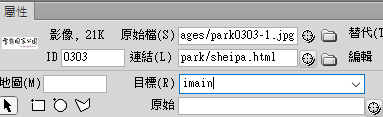 屬性
影像, 21K 原始檔(S) ages/park0303-1.jpg 替代(T
ID 0303 連結(L) park/sheipa.html 編輯
地圖(M) 目標(R) imain
原始